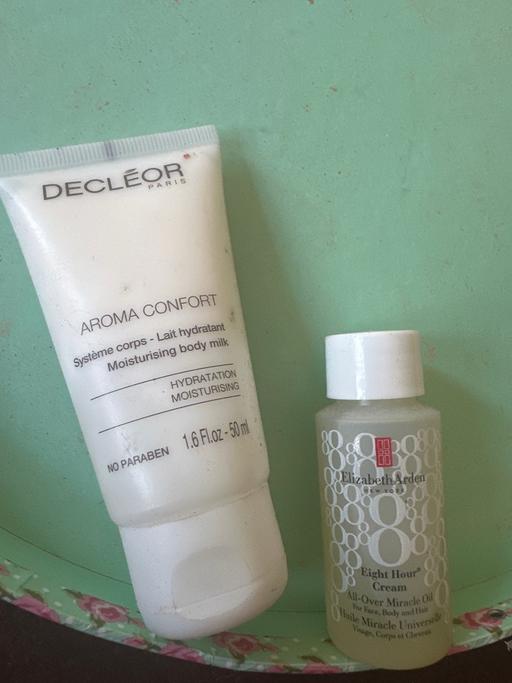 DECLÉOR
PARIS
AROMA CONFORT
Système corps - Lait hydratant
Moisturising body milk
HYDRATATION
MOISTURISING
NO PARABEN 1.6 Fl.oz - 50 ml
Elizabeth Arden
NEW YORK
8
Eight Hour®
Cream
All-Over Miracle Oil
For Face, Body and Hair
Huile Miracle Universelle
Visage, Corps et Cheveux